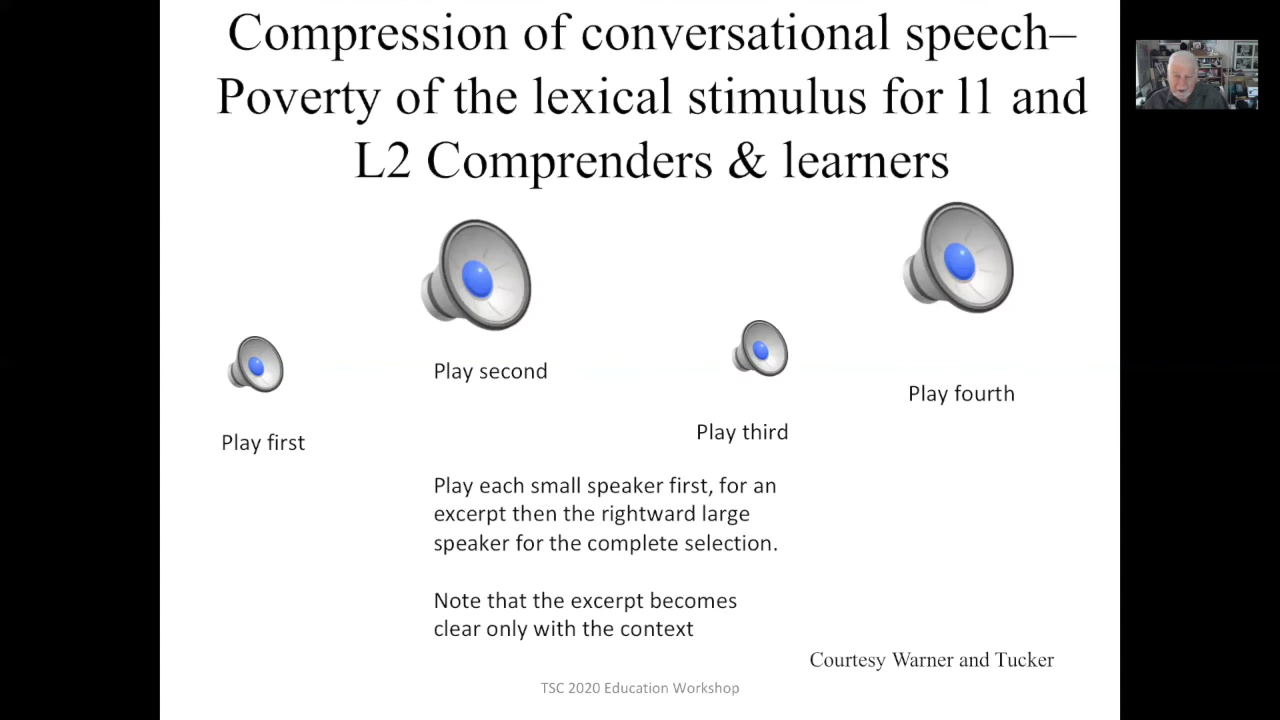 Compression of conversational speech–
Poverty of the lexical stimulus for l1 and
L2 Comprenders & learners
Play first
Play second
Play third
Play fourth
Play each small speaker first, for an
excerpt then the rightward large
speaker for the complete selection.
Note that the excerpt becomes
clear only with the context
Courtesy Warner and Tucker
TSC 2020 Education Workshop